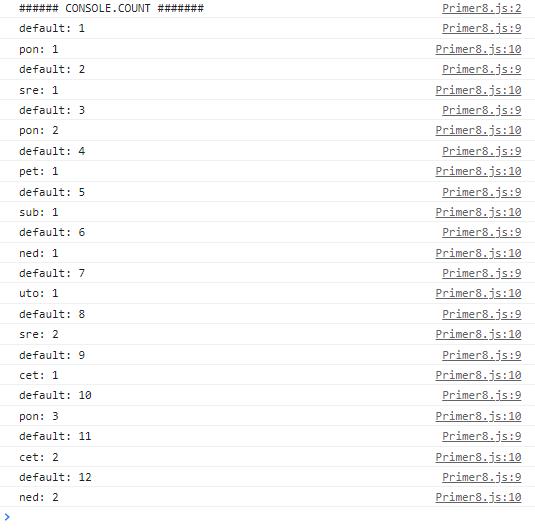 ###### CONSOLE.COUNT ####### Primer8.js:2
default: 1 Primer8.js:9
pon: 1 Primer8.js:10
default: 2 Primer8.js:9
sre: 1 Primer8.js:10
default: 3 Primer8.js:9
pon: 2 Primer8.js:10
default: 4 Primer8.js:9
pet: 1 Primer8.js:10
default: 5 Primer8.js:9
sub: 1 Primer8.js:10
default: 6 Primer8.js:9
ned: 1 Primer8.js:10
default: 7 Primer8.js:9
uto: 1 Primer8.js:10
default: 8 Primer8.js:9
sre: 2 Primer8.js:10
default: 9 Primer8.js:9
cet: 1 Primer8.js:10
default: 10 Primer8.js:9
pon: 3 Primer8.js:10
default: 11 Primer8.js:9
cet: 2 Primer8.js:10
default: 12 Primer8.js:9
ned: 2 Primer8.js:10